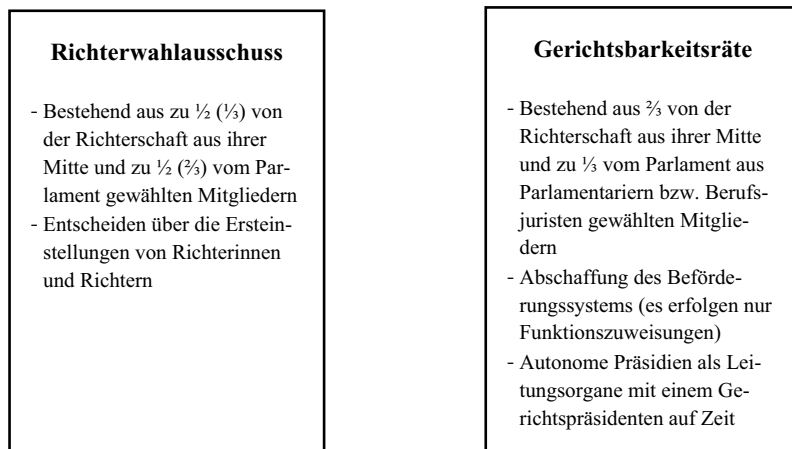 Richterwahlausschuss
- Bestehend aus zu ½ (⅓) von
der Richterschaft aus ihrer
Mitte und zu ½ (⅔) vom Par-
lament gewählten Mitgliedern
- Entscheiden über die Erstein-
stellungen von Richterinnen
und Richtern
Gerichtsbarkeitsräte
- Bestehend aus ⅔ von der
Richterschaft aus ihrer Mitte
und zu ⅓ vom Parlament aus
Parlamentariern bzw. Berufs-
juristen gewählten Mitglie-
dern
- Abschaffung des Beförde-
rungssystems (es erfolgen nur
Funktionszuweisungen)
- Autonome Präsidien als Lei-
tungsorgane mit einem Ge-
richtspräsidenten auf Zeit